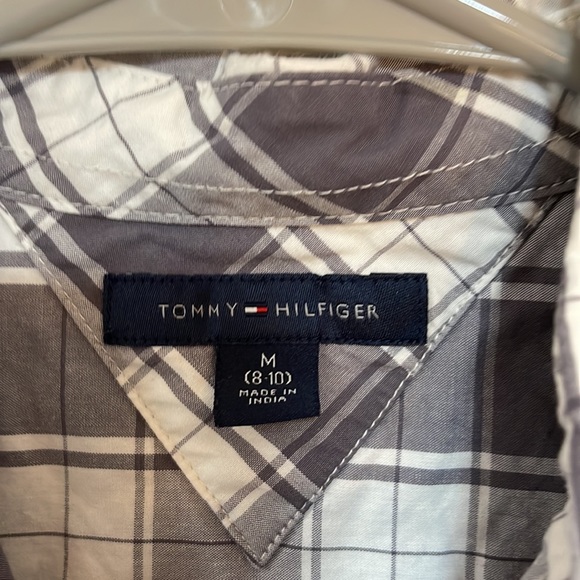 TOMMY HILFIGER
M
(8-10)
MADE IN
INDIA